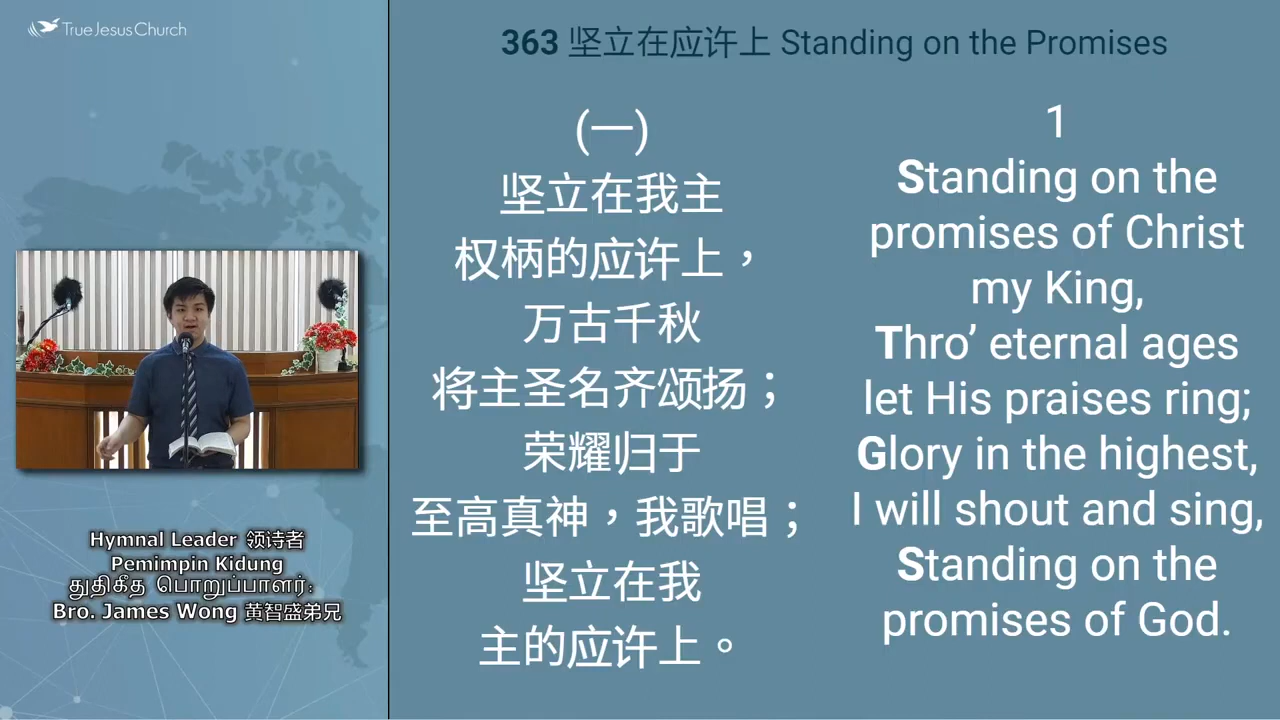 True Jesus Church
363 坚立在应许上 Standing on the Promises
(一)
坚立在我主
权柄的应许上，
万古千秋
将主圣名齐颂扬；
荣耀归于
至高真神，我歌唱；
坚立在我
主的应许上。
1
Standing on the
promises of Christ
my King,
Thro’ eternal ages
let His praises ring;
Glory in the highest,
I will shout and sing,
Standing on the
promises of God.
Hymnal Leader 领诗者
Pemimpin Kidung
துதிகீத பொறுப்பாளர்:
Bro. James Wong 黄智盛弟兄